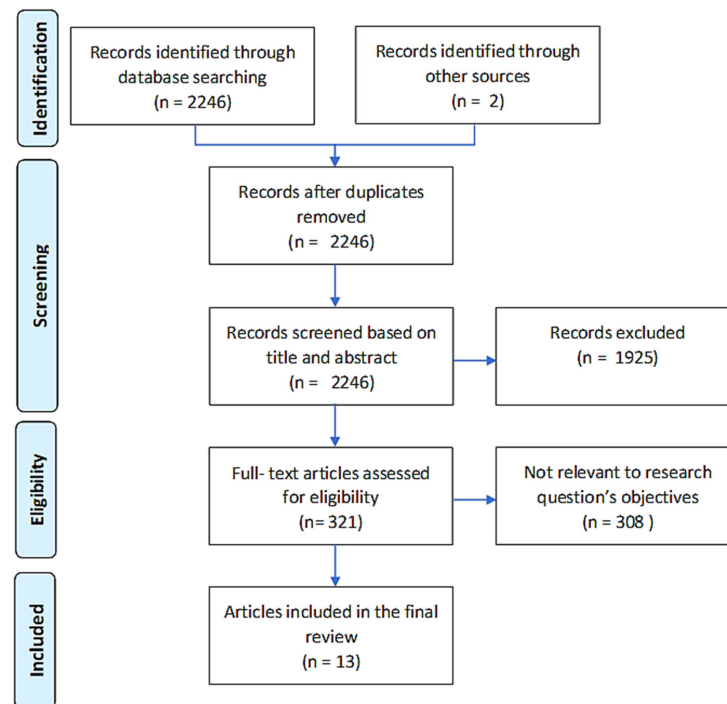 Identification
Records identified through
database searching
(n = 2246)
Records identified through
other sources
(n = 2)
Screening
Records after duplicates
removed
(n = 2246)
Records screened based on
title and abstract
(n = 2246)
Records excluded
(n = 1925)
Eligibility
Full- text articles assessed
for eligibility
(n= 321)
Not relevant to research
question's objectives
(n = 308 )
Included
Articles included in the final
review
(n = 13)